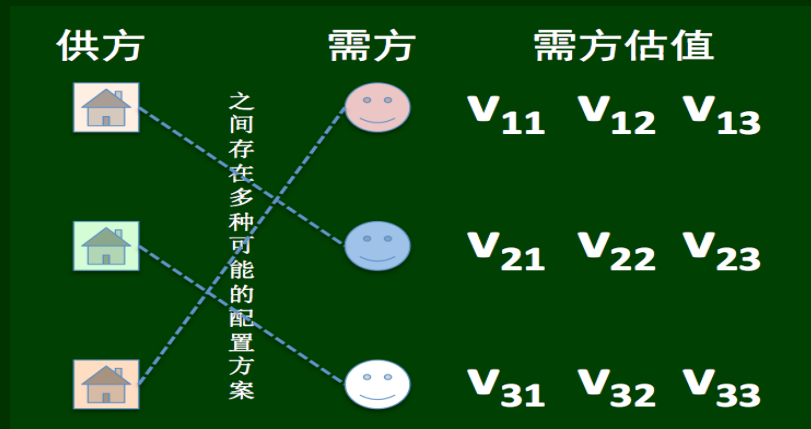 供方 需方 需方估值
之间存在多种可能的配置方案
v11 v12 v13
v21 v22 v23
v31 v32 v33